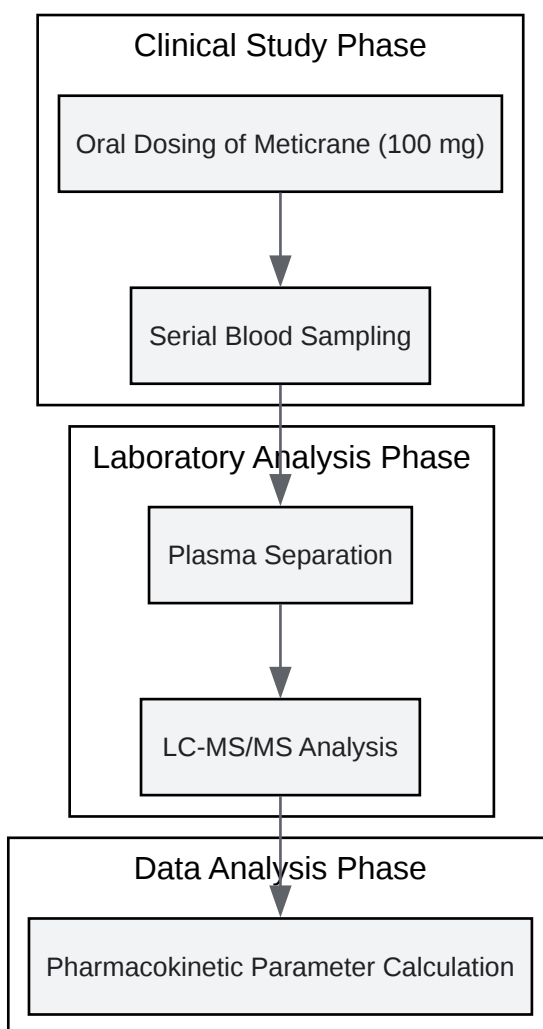 Clinical Study Phase
Oral Dosing of Meticrane (100 mg)
Serial Blood Sampling
Laboratory Analysis Phase
Plasma Separation
LC-MS/MS Analysis
Data Analysis Phase
Pharmacokinetic Parameter Calculation